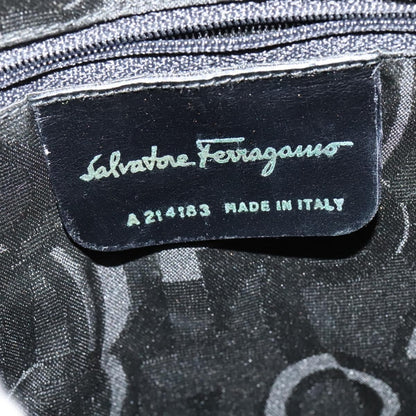 Salvatore Ferragamo
A 214183 MADE IN ITALY